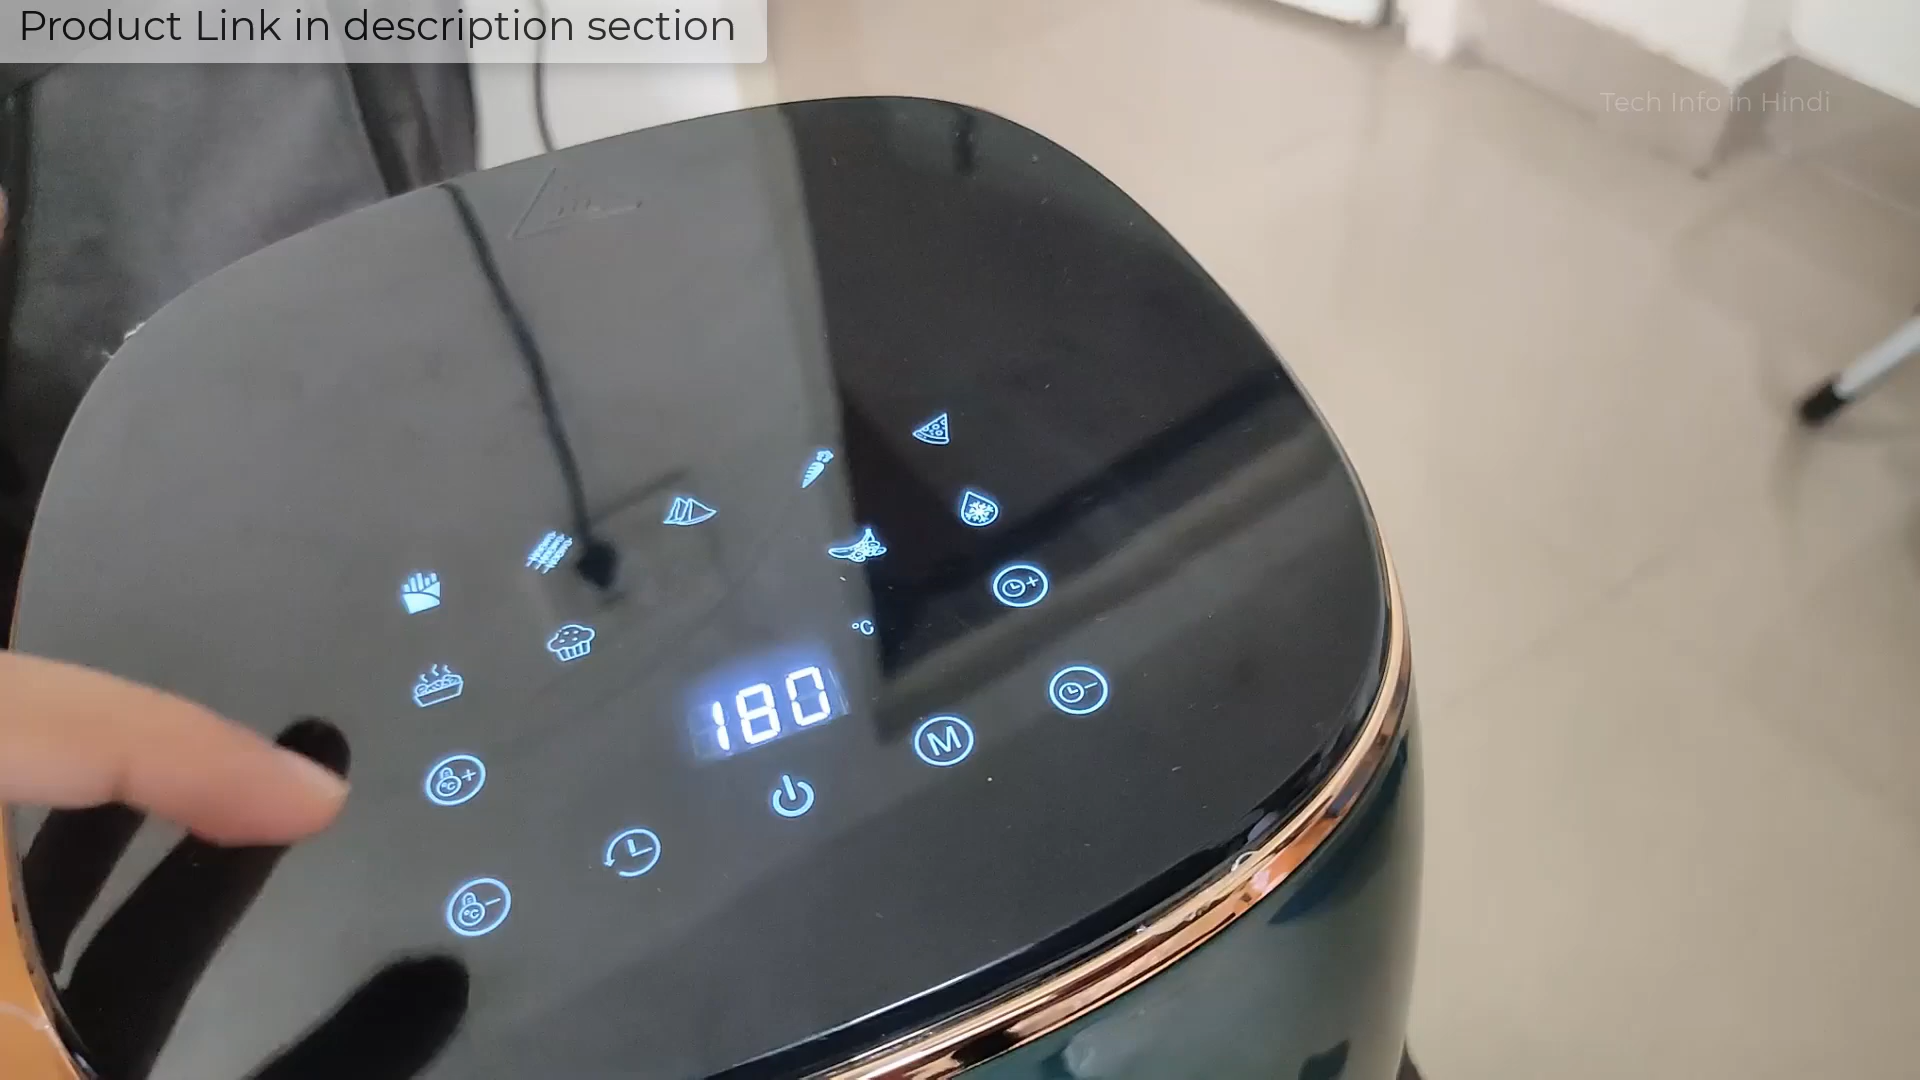 Product Link in description section
Tech Info in Hindi
°C
180
M
°C +
°C −